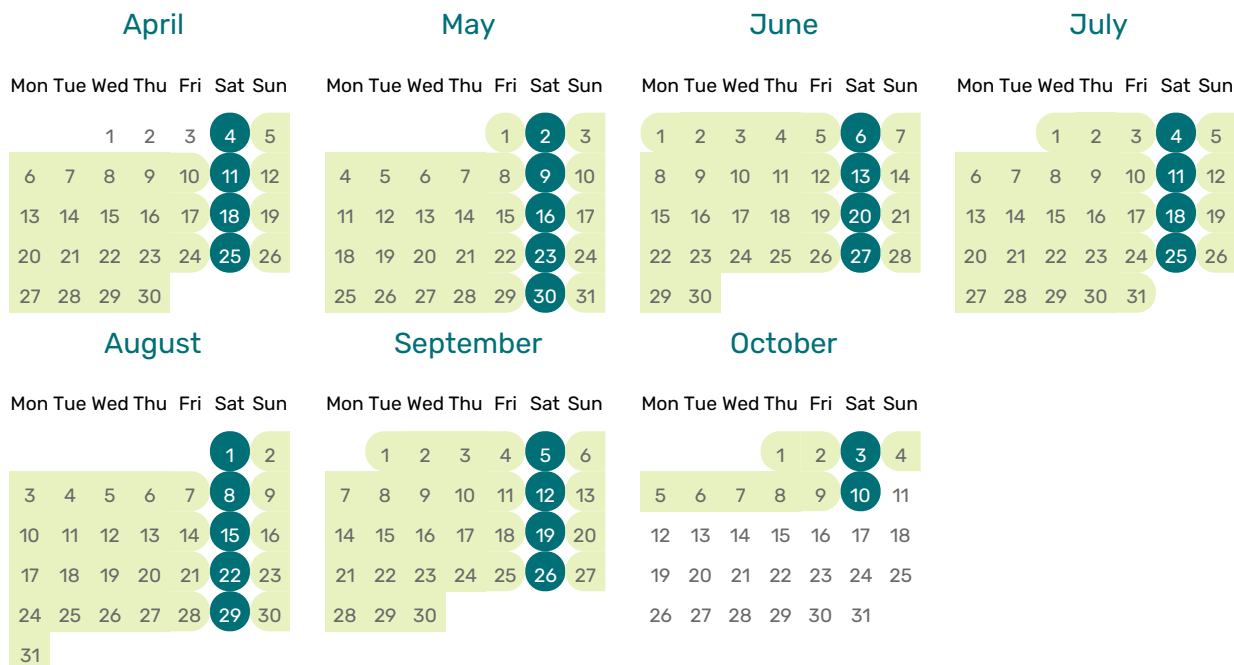 April May June July
Mon Tue Wed Thu Fri Sat Sun Mon Tue Wed Thu Fri Sat Sun Mon Tue Wed Thu Fri Sat Sun Mon Tue Wed Thu Fri Sat Sun
1 2 3 4 5 1 2 3 1 2 3 4 5 6 7 1 2 3 4 5
6 7 8 9 10 11 12 4 5 6 7 8 9 10 8 9 10 11 12 13 14 6 7 8 9 10 11 12
13 14 15 16 17 18 19 11 12 13 14 15 16 17 15 16 17 18 19 20 21 13 14 15 16 17 18 19
20 21 22 23 24 25 26 18 19 20 21 22 23 24 22 23 24 25 26 27 28 20 21 22 23 24 25 26
27 28 29 30 25 26 27 28 29 30 31 29 30 27 28 29 30 31
August September October
Mon Tue Wed Thu Fri Sat Sun Mon Tue Wed Thu Fri Sat Sun Mon Tue Wed Thu Fri Sat Sun
1 2 1 2 3 4 5 6 1 2 3 4
3 4 5 6 7 8 9 7 8 9 10 11 12 13 5 6 7 8 9 10 11
10 11 12 13 14 15 16 14 15 16 17 18 19 20 12 13 14 15 16 17 18
17 18 19 20 21 22 23 21 22 23 24 25 26 27 19 20 21 22 23 24 25
24 25 26 27 28 29 30 28 29 30 26 27 28 29 30 31
31